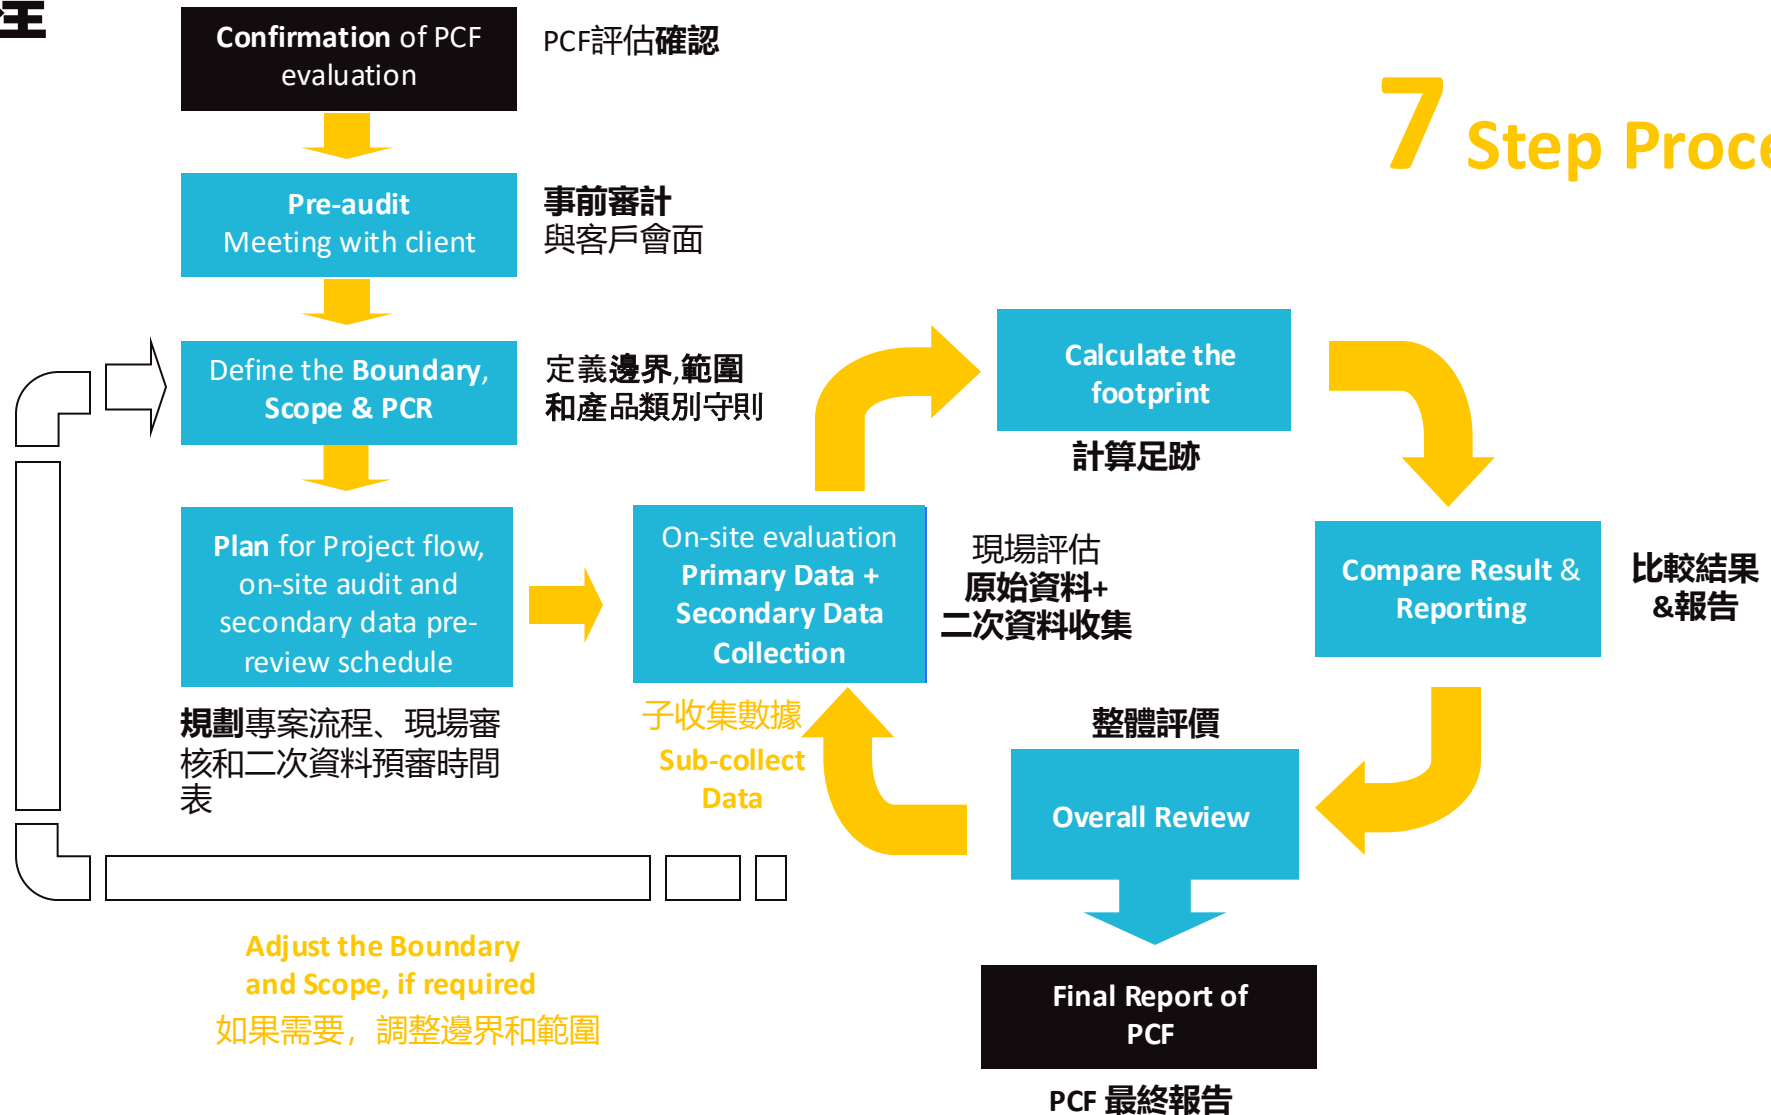 Confirmation of PCF
evaluation
PCF評估確認
7 Step Proce
Pre-audit
Meeting with client
事前審計
與客戶會面
Define the Boundary,
Scope & PCR
定義邊界,範圍
和產品類別守則
Plan for Project flow,
on-site audit and
secondary data pre-
review schedule
規劃專案流程、現場審
核和二次資料預審時間
表
On-site evaluation
Primary Data +
Secondary Data
Collection
現場評估
原始資料+
二次資料收集
Calculate the
footprint
計算足跡
Compare Result &
Reporting
比較結果
&報告
子收集數據
Sub-collect
Data
整體評價
Overall Review
Adjust the Boundary
and Scope, if required
如果需要，調整邊界和範圍
Final Report of
PCF
PCF 最終報告